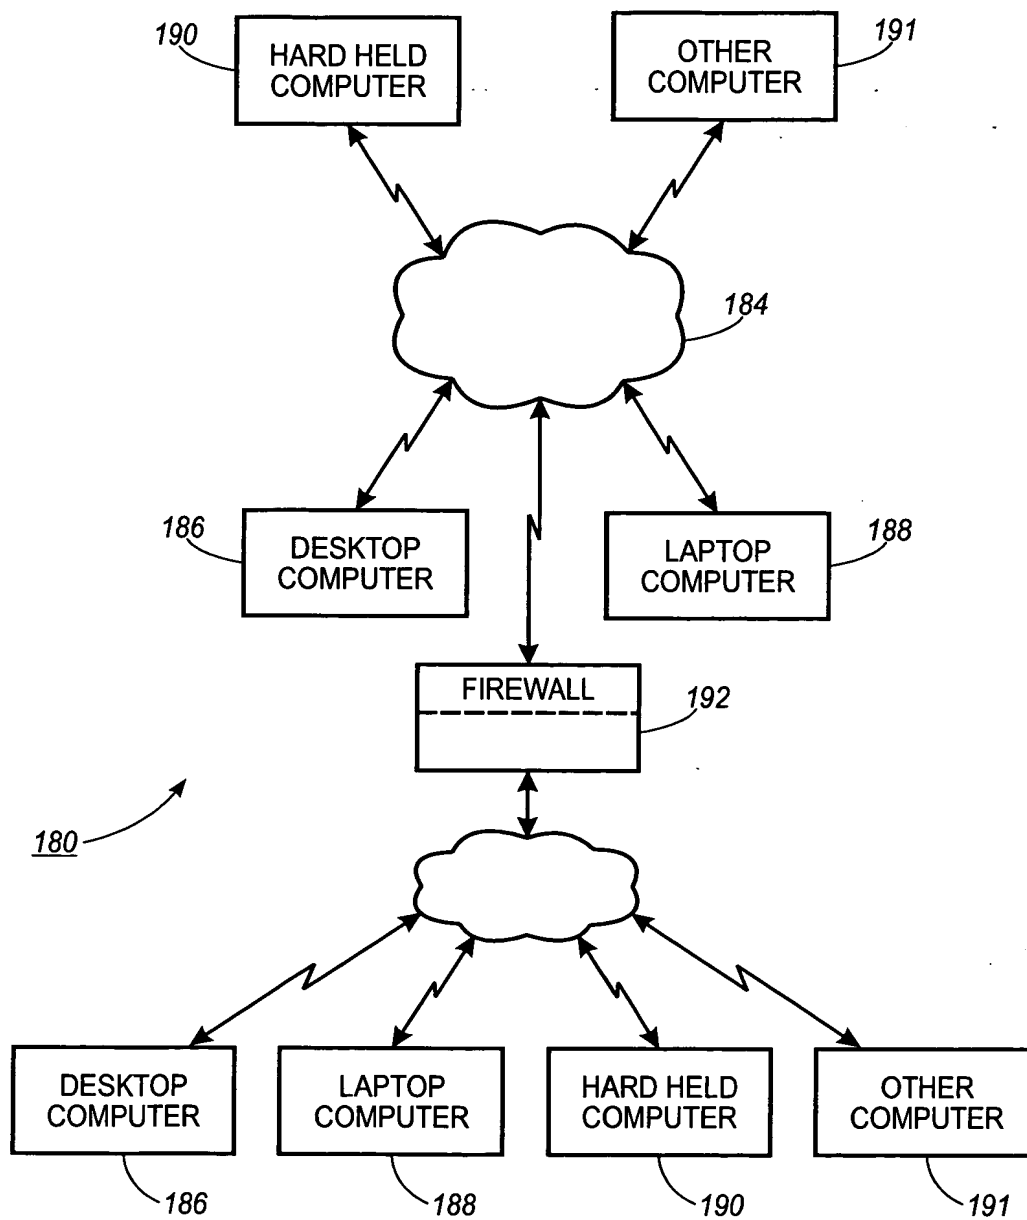 190
HARD HELD
COMPUTER
OTHER
COMPUTER
191
184
186
DESKTOP
COMPUTER
LAPTOP
COMPUTER
188
FIREWALL
192
180
DESKTOP
COMPUTER
LAPTOP
COMPUTER
HARD HELD
COMPUTER
OTHER
COMPUTER
186
188
190
191